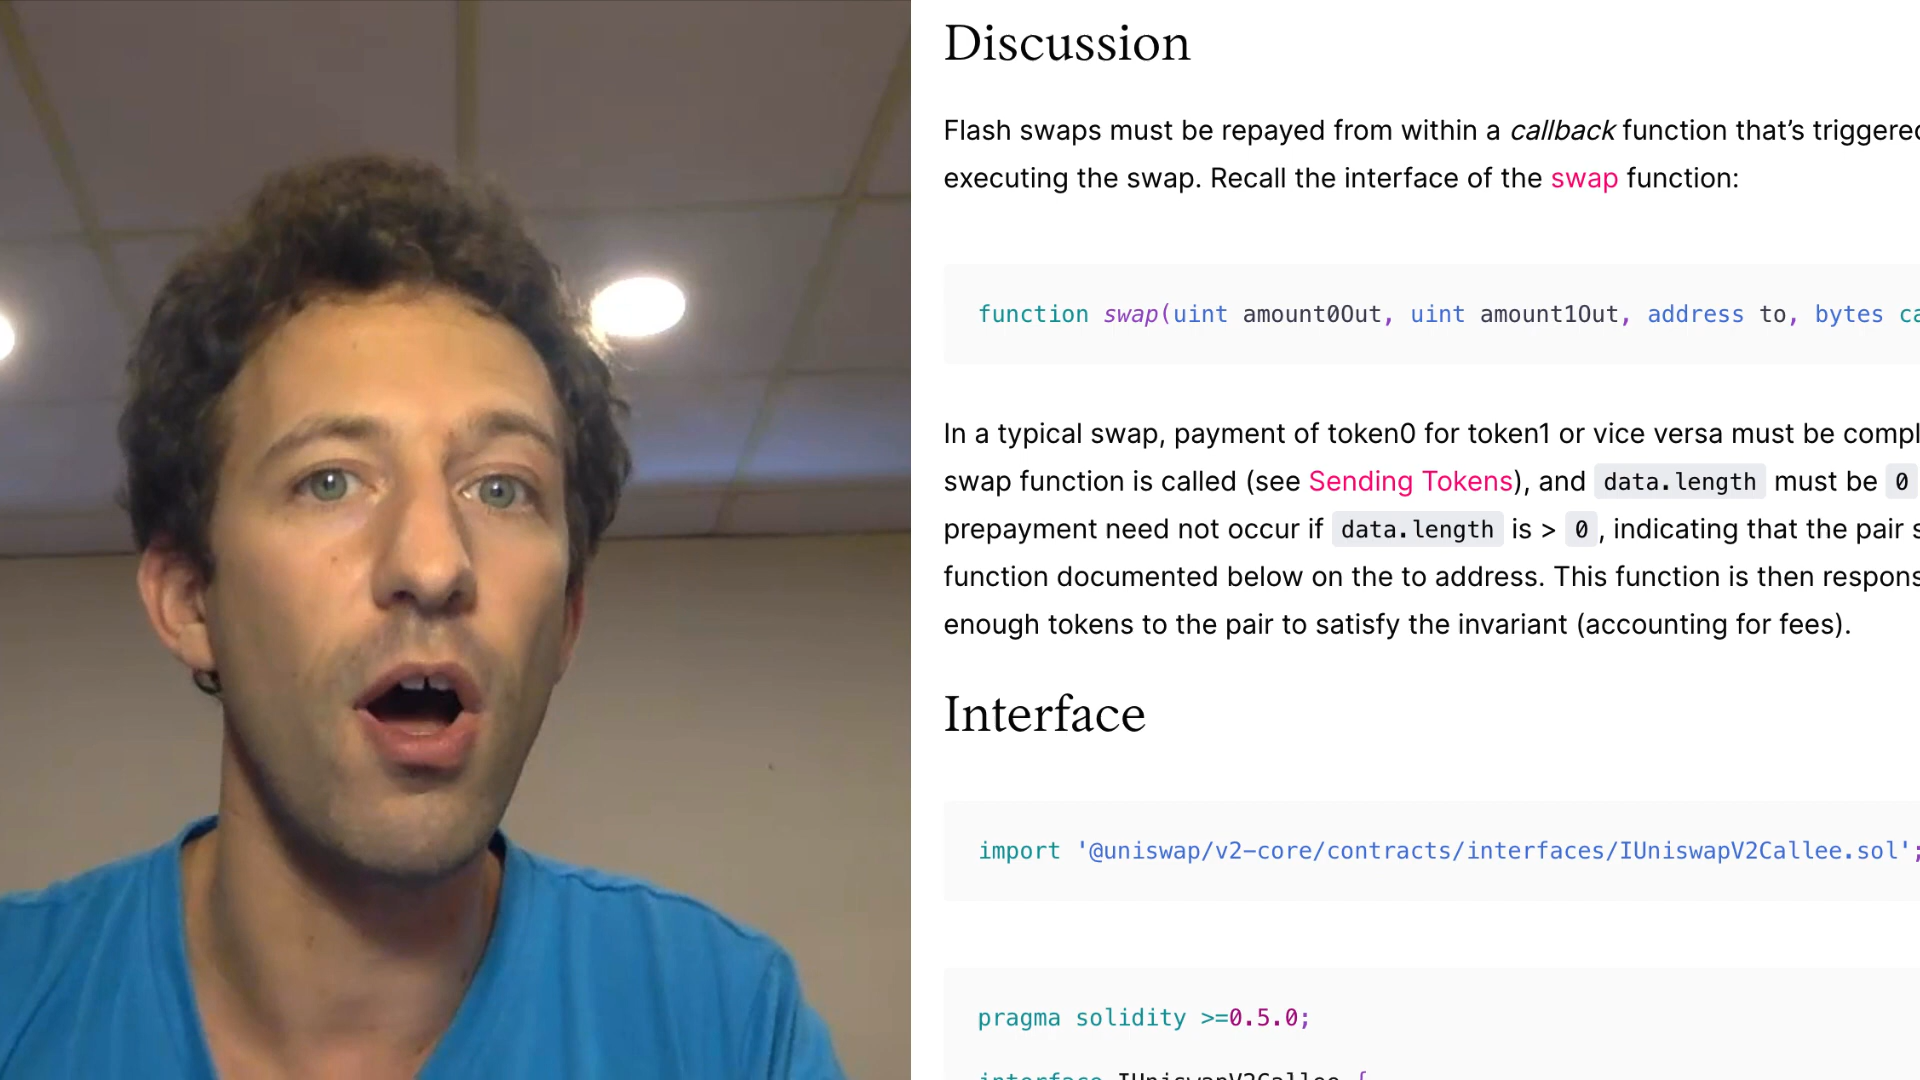 Discussion
Flash swaps must be repayed from within a callback function that’s triggered
executing the swap. Recall the interface of the swap function:
function swap(uint amount0Out, uint amount1Out, address to, bytes ca
In a typical swap, payment of token0 for token1 or vice versa must be compl
swap function is called (see Sending Tokens), and data.length must be 0
prepayment need not occur if data.length is > 0, indicating that the pair s
function documented below on the to address. This function is then respons
enough tokens to the pair to satisfy the invariant (accounting for fees).
Interface
import '@uniswap/v2-core/contracts/interfaces/IUniswapV2Callee.sol';
pragma solidity >=0.5.0;
interface IUniswapV2Callee {